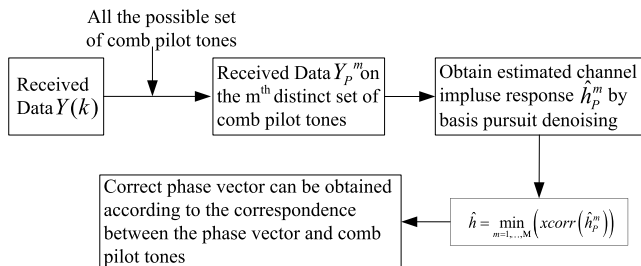 All the possible set
of comb pilot tones
Received
Data Y(k)
Received Data Y_P^m on
the m^th distinct set of
comb pilot tones
Obtain estimated channel
impluse response ĥ_P^m by
basis pursuit denoising
ĥ = min_{m=1,...,M} (xcorr(ĥ_P^m))
Correct phase vector can be obtained
according to the correspondence
between the phase vector and comb
pilot tones